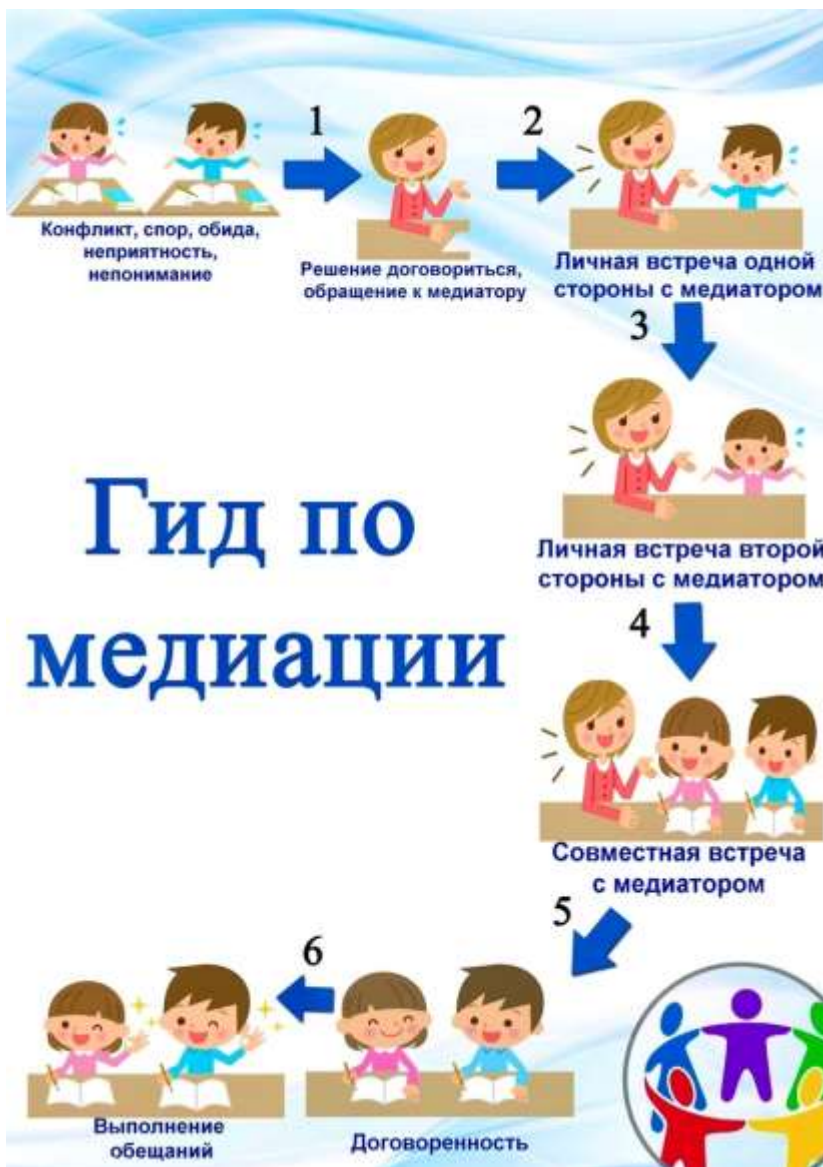 1
2
Конфликт, спор, обида,
неприятность,
непонимание
Решение договориться,
обращение к медиатору
Личная встреча одной
стороны с медиатором
3
Личная встреча второй
стороны с медиатором
Гид по
медиации
4
Совместная встреча
с медиатором
5
6
Выполнение
обещаний
Договоренность